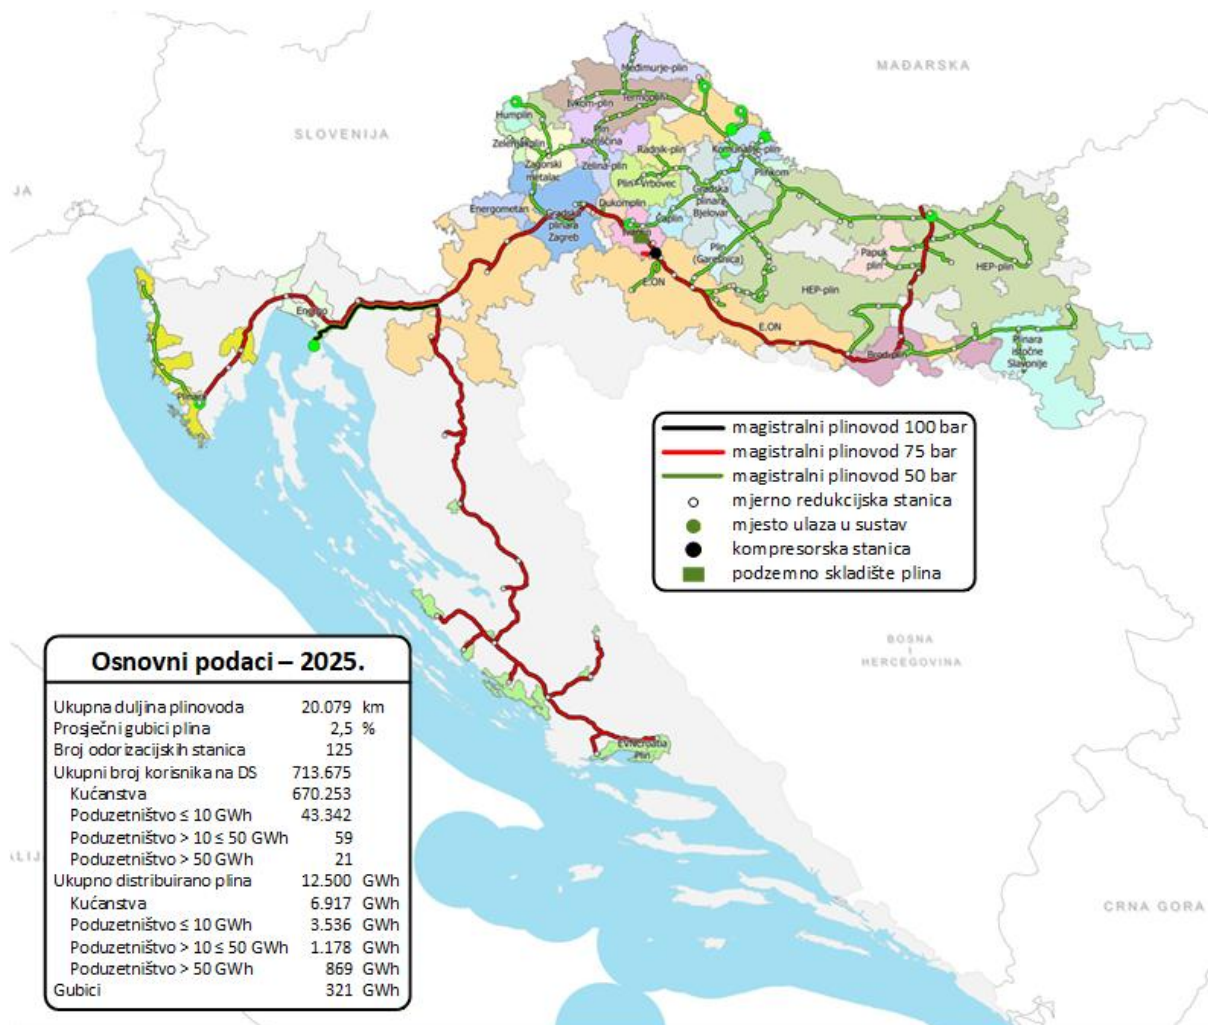 MAĐARSKA
SLOVENIJA
JA
Međimurje-plin
Ivkom-plin
Termoplin
Humplin
Zelenjak plin
Plin
Konjščina
Radnik-plin
Komunalije-plin
Zagorski
metalac
Zelina-plin
Plin Vrbovec
Plinkom
Energometan
Dukomplin
Gradska
plinara
Bjelovar
Gradska
plinara
Zagreb
Čaplin
Ivaplin
Plin
(Garešnica)
Papuk
plin
HEP-plin
HEP-plin
E.ON
E.ON
Energo
Brod-plin
Plinara
istočne
Slavonije
Plinara
magistralni plinovod 100 bar
magistralni plinovod 75 bar
magistralni plinovod 50 bar
mjerno redukcijska stanica
mjesto ulaza u sustav
kompresorska stanica
podzemno skladište plina
BOSNA
I
HERCEGOVINA
EVNCroatia
Plin
ALIJ
CRNA GORA
Osnovni podaci – 2025.
Ukupna duljina plinovoda 20.079 km
Prosječni gubici plina 2,5 %
Broj odorizacijskih stanica 125
Ukupni broj korisnika na DS 713.675
Kućanstva 670.253
Poduzetništvo ≤ 10 GWh 43.342
Poduzetništvo > 10 ≤ 50 GWh 59
Poduzetništvo > 50 GWh 21
Ukupno distribuirano plina 12.500 GWh
Kućanstva 6.917 GWh
Poduzetništvo ≤ 10 GWh 3.536 GWh
Poduzetništvo > 10 ≤ 50 GWh 1.178 GWh
Poduzetništvo > 50 GWh 869 GWh
Gubici 321 GWh